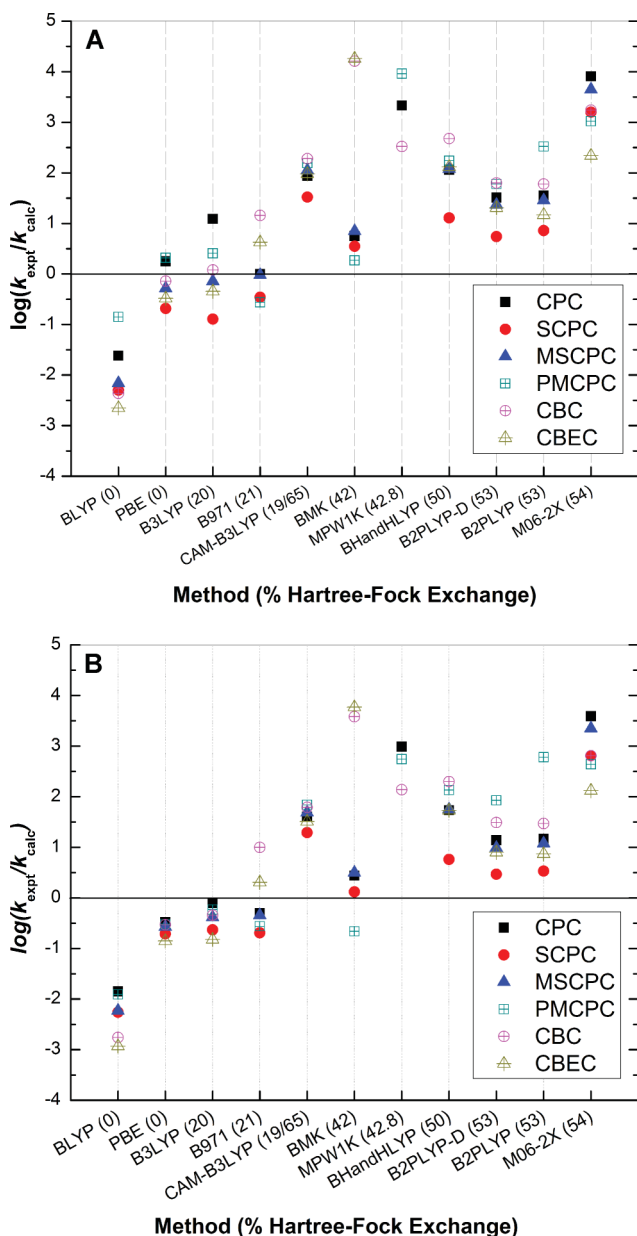 A
5
4
3
2
1
0
-1
-2
-3
-4
log(kexpt/kcalc)
CPC
SCPC
MSCPC
PMCPC
CBC
CBEC
BLYP (0)
PBE (0)
B3LYP (20)
B971 (21)
CAM-B3LYP (19/65)
BMK (42)
MPW1K (42.8)
BHandHLYP (50)
B2PLYP-D (53)
B2PLYP (53)
M06-2X (54)
Method (% Hartree-Fock Exchange)
B
5
4
3
2
1
0
-1
-2
-3
-4
log(kexpt/kcalc)
CPC
SCPC
MSCPC
PMCPC
CBC
CBEC
BLYP (0)
PBE (0)
B3LYP (20)
B971 (21)
CAM-B3LYP (19/65)
BMK (42)
MPW1K (42.8)
BHandHLYP (50)
B2PLYP-D (53)
B2PLYP (53)
M06-2X (54)
Method (% Hartree-Fock Exchange)